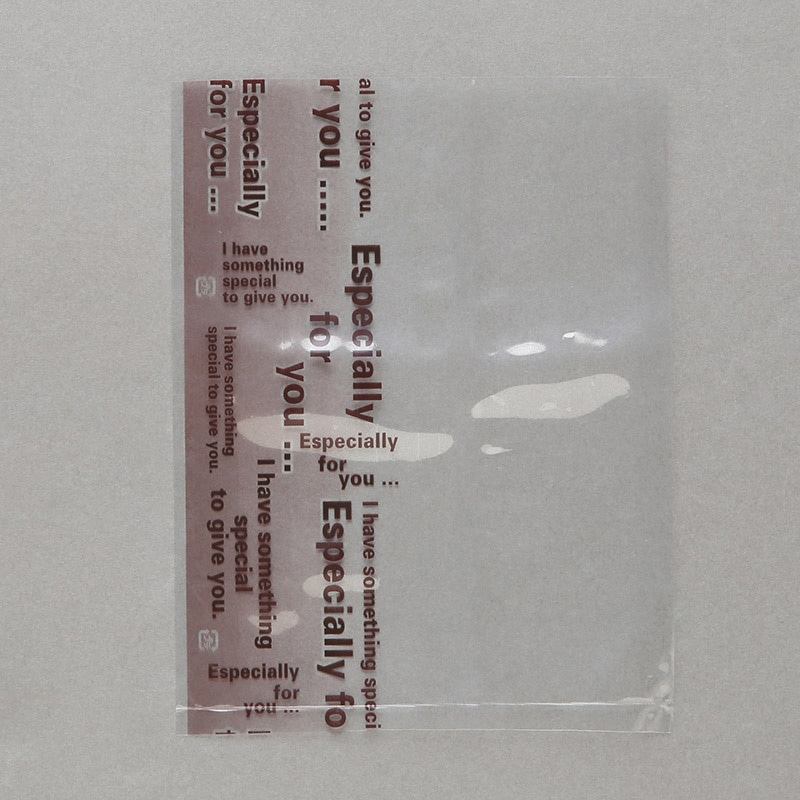 Especially
for you ...
r you .....
al to give you.
I have
something
special
to give you.
Especially
for
you ...
I have something
special to give you.
Especially
for
you ...
I have something
special
to give you.
Especially fo
I have something speci
Especially
for
you ...